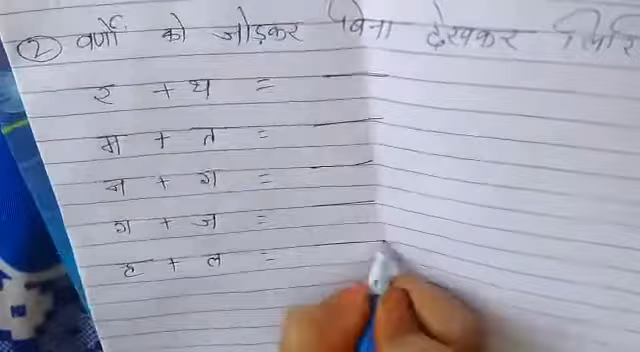 ② वर्णों को जोड़कर बिना देखकर
र + थ =
म + त =
न + ग =
ग + ज =
ह + ल =